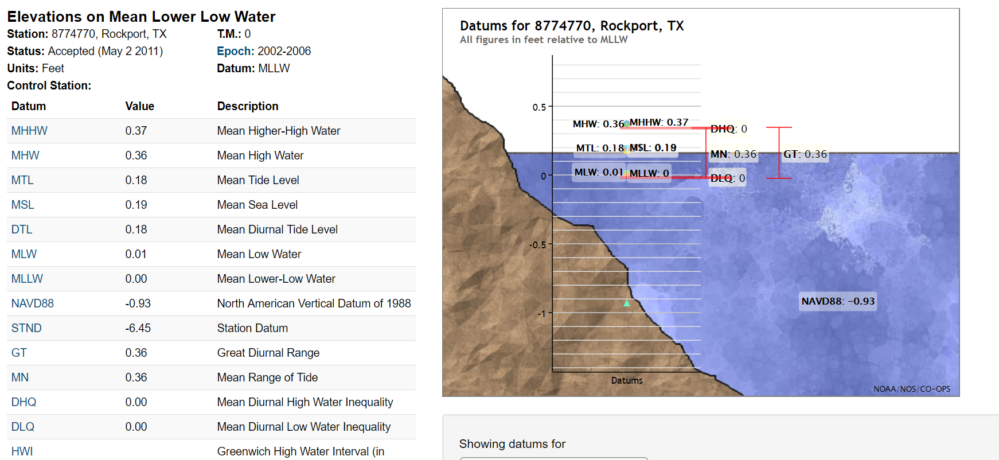 Elevations on Mean Lower Low Water
Station: 8774770, Rockport, TX T.M.: 0
Status: Accepted (May 2 2011) Epoch: 2002-2006
Units: Feet Datum: MLLW
Control Station:
Datum Value Description
MHHW 0.37 Mean Higher-High Water
MHW 0.36 Mean High Water
MTL 0.18 Mean Tide Level
MSL 0.19 Mean Sea Level
DTL 0.18 Mean Diurnal Tide Level
MLW 0.01 Mean Low Water
MLLW 0.00 Mean Lower-Low Water
NAVD88 -0.93 North American Vertical Datum of 1988
STND -6.45 Station Datum
GT 0.36 Great Diurnal Range
MN 0.36 Mean Range of Tide
DHQ 0.00 Mean Diurnal High Water Inequality
DLQ 0.00 Mean Diurnal Low Water Inequality
HWI Greenwich High Water Interval (in
Datums for 8774770, Rockport, TX
All figures in feet relative to MLLW
0.5
MHW: 0.36 MHHW: 0.37 DHQ: 0
MTL: 0.18 MSL: 0.19 MN: 0.36 GT: 0.36
0 MLW: 0.01 MLLW: 0 DLQ: 0
-0.5
NAVD88: −0.93
-1
Datums
NOAA/NOS/CO-OPS
Showing datums for